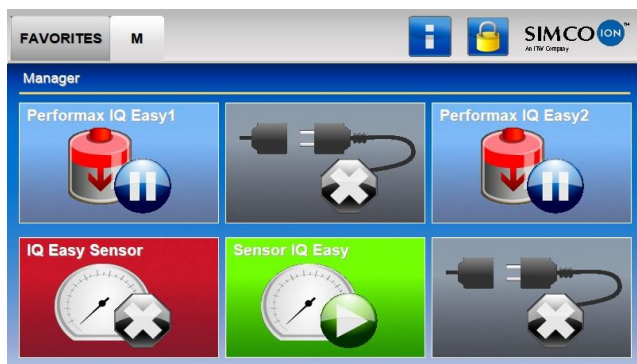 FAVORITES M
SIMCO ION
An ITW Company
Manager
Performax IQ Easy1
Performax IQ Easy2
IQ Easy Sensor
Sensor IQ Easy